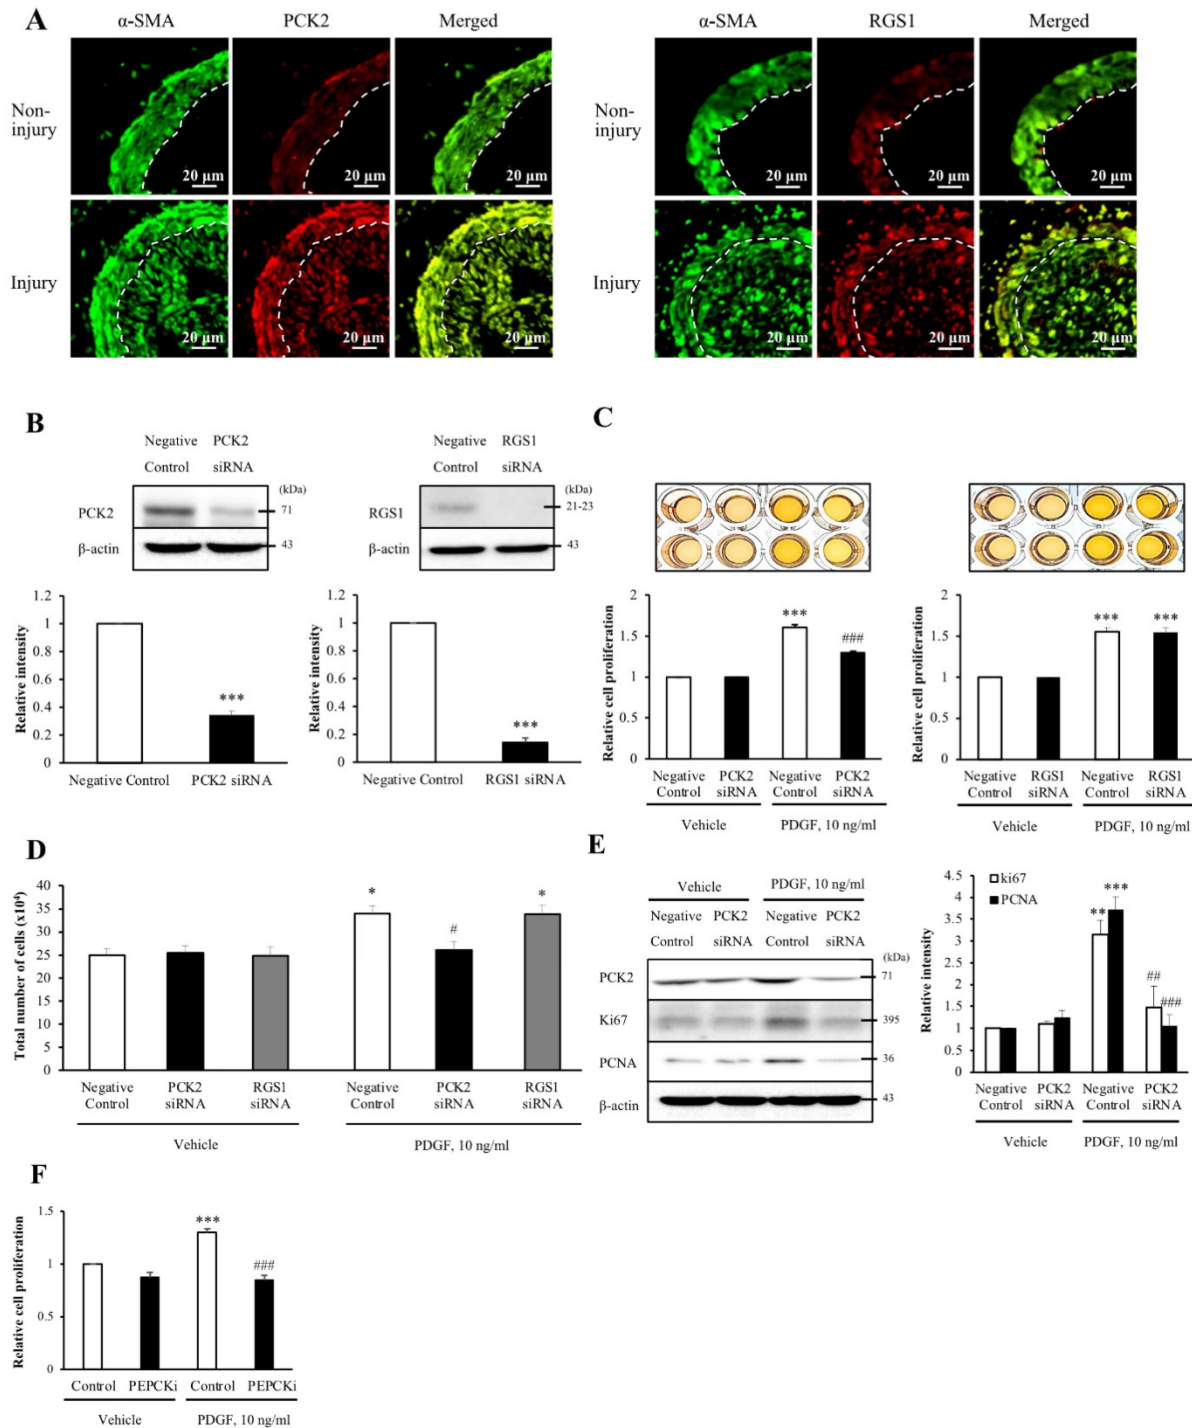 A
α-SMA PCK2 Merged
Non-
injury
20 µm 20 µm 20 µm
Injury
20 µm 20 µm 20 µm
α-SMA RGS1 Merged
Non-
injury
20 µm 20 µm 20 µm
Injury
20 µm 20 µm 20 µm
B
Negative PCK2
Control siRNA
(kDa)
PCK2 71
β-actin 43
Negative RGS1
Control siRNA
(kDa)
RGS1 21-23
β-actin 43
Relative intensity
1.2
1
0.8
0.6
0.4
0.2
0
***
Negative Control PCK2 siRNA
Relative intensity
1.2
1
0.8
0.6
0.4
0.2
0
***
Negative Control RGS1 siRNA
C
Relative cell proliferation
2
1.5
1
0.5
0
*** ###
Negative PCK2 Negative PCK2
Control siRNA Control siRNA
Vehicle PDGF, 10 ng/ml
Relative cell proliferation
2
1.5
1
0.5
0
*** ***
Negative RGS1 Negative RGS1
Control siRNA Control siRNA
Vehicle PDGF, 10 ng/ml
D
Total number of cells (x10⁴)
40
35
30
25
20
15
10
5
0
* # *
Negative PCK2 RGS1 Negative PCK2 RGS1
Control siRNA siRNA Control siRNA siRNA
Vehicle PDGF, 10 ng/ml
E
Vehicle PDGF, 10 ng/ml
Negative PCK2 Negative PCK2
Control siRNA Control siRNA
(kDa)
PCK2 71
Ki67 395
PCNA 36
β-actin 43
Relative intensity
4.5
4
3.5
3
1.5
1
0.5
0
ki67
PCNA
** *** ## ###
Negative PCK2 Negative PCK2
Control siRNA Control siRNA
Vehicle PDGF, 10 ng/ml
F
Relative cell proliferation
1.5
1
0.5
0
*** ###
Control PEPCKi Control PEPCKi
Vehicle PDGF, 10 ng/ml